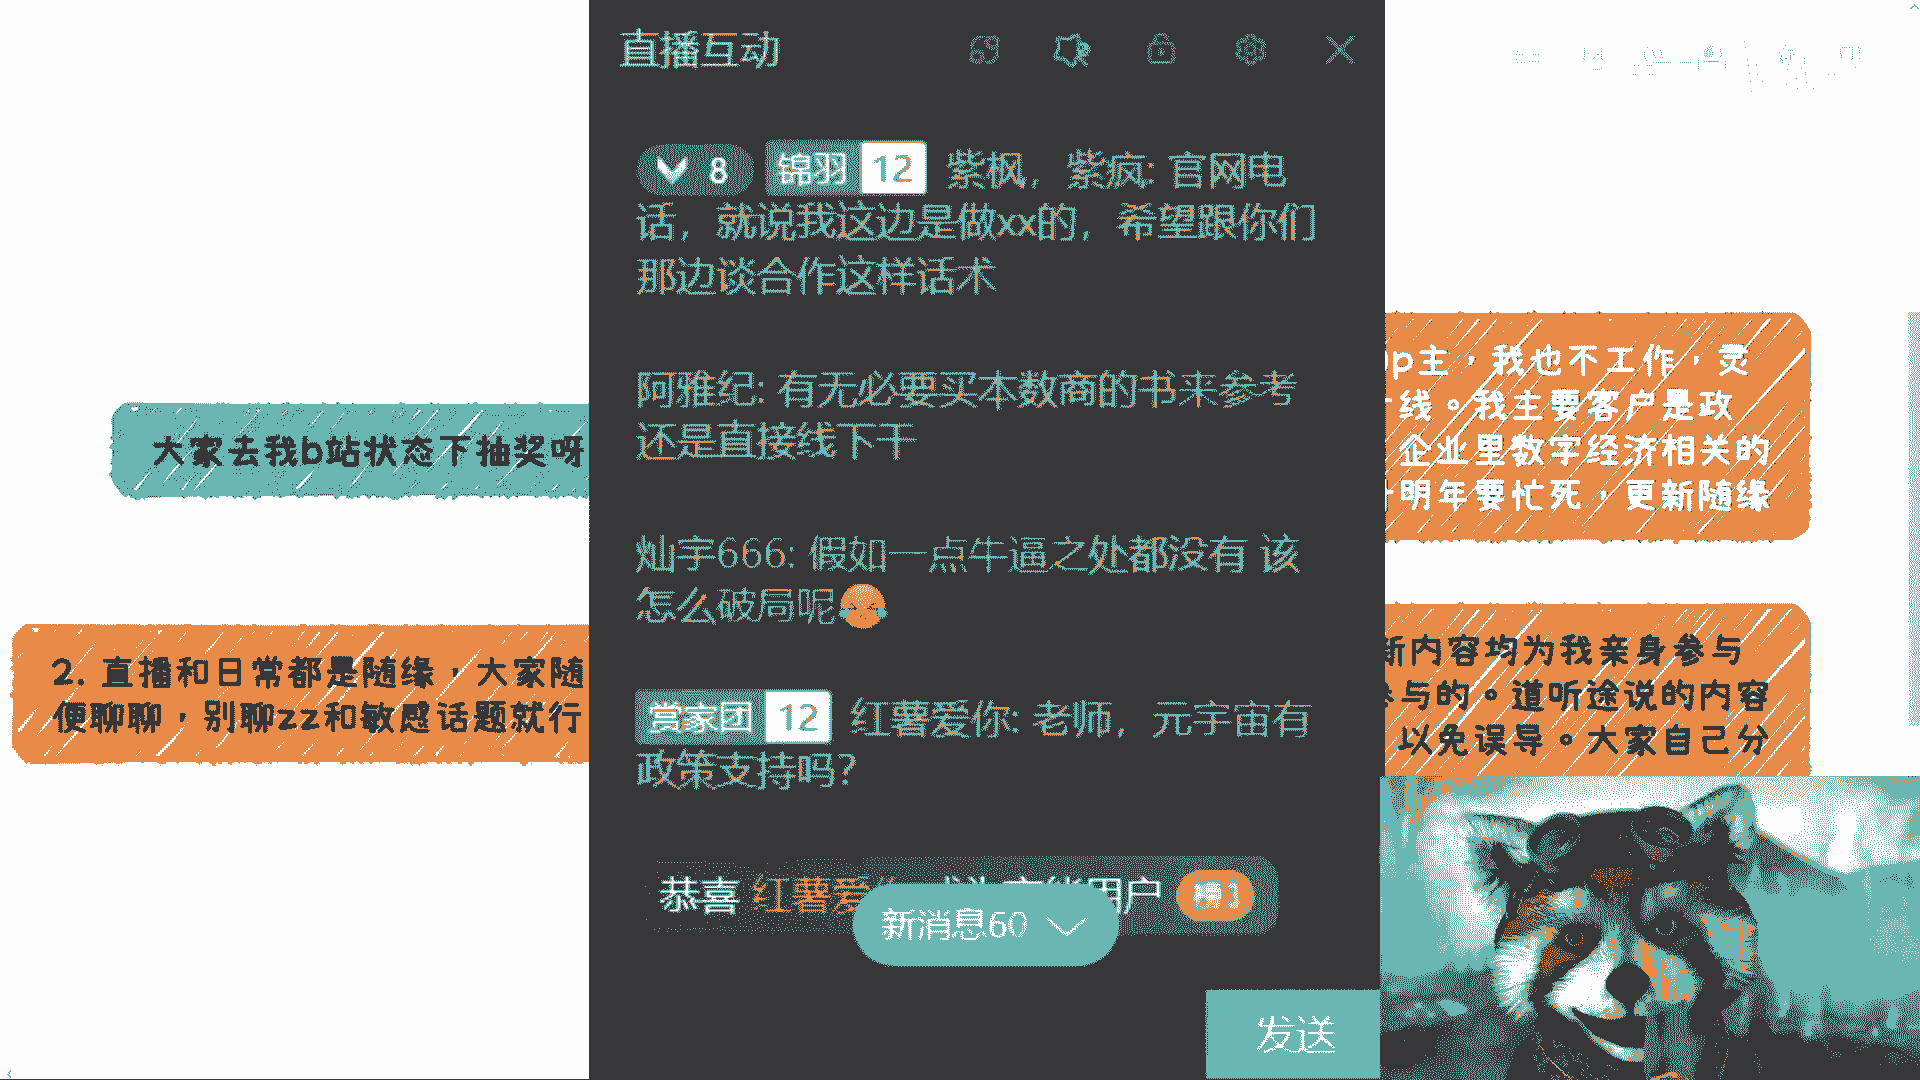 直播互动
8 锦羽 12 紫枫，紫疯: 官网电
话，就说我这边是做xx的，希望跟你们
那边谈合作这样话术
阿雅纪: 有无必要买本数商的书来参考
还是直接线下干
灿宇666: 假如一点牛逼之处都没有 该
怎么破局呢
赏家团 12 红薯爱你: 老师，元宇宙有
政策支持吗?
恭喜 红薯爱
用户
新消息60
发送
大家去我b站状态下抽奖呀
2. 直播和日常都是随缘，大家随
便聊聊，别聊zz和敏感话题就行
p主，我也不工作，灵
线。我主要客户是政
企业里数字经济相关的
明年要忙死，更新随缘
新内容均为我亲身参与
参与的。道听途说的内容
以免误导。大家自己分